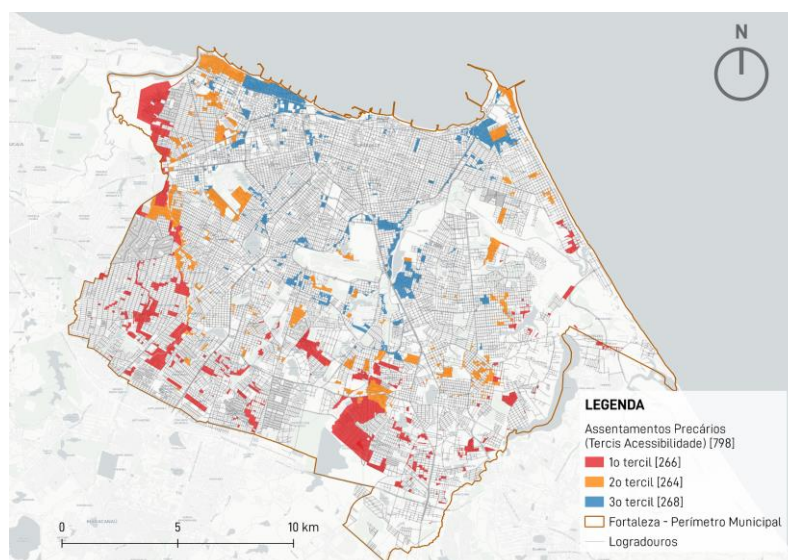 N
LEGENDA
Assentamentos Precários
(Tercis Acessibilidade) [798]
1o tercil [266]
2o tercil [264]
3o tercil [268]
Fortaleza - Perímetro Municipal
Logradouros
0 5 10 km